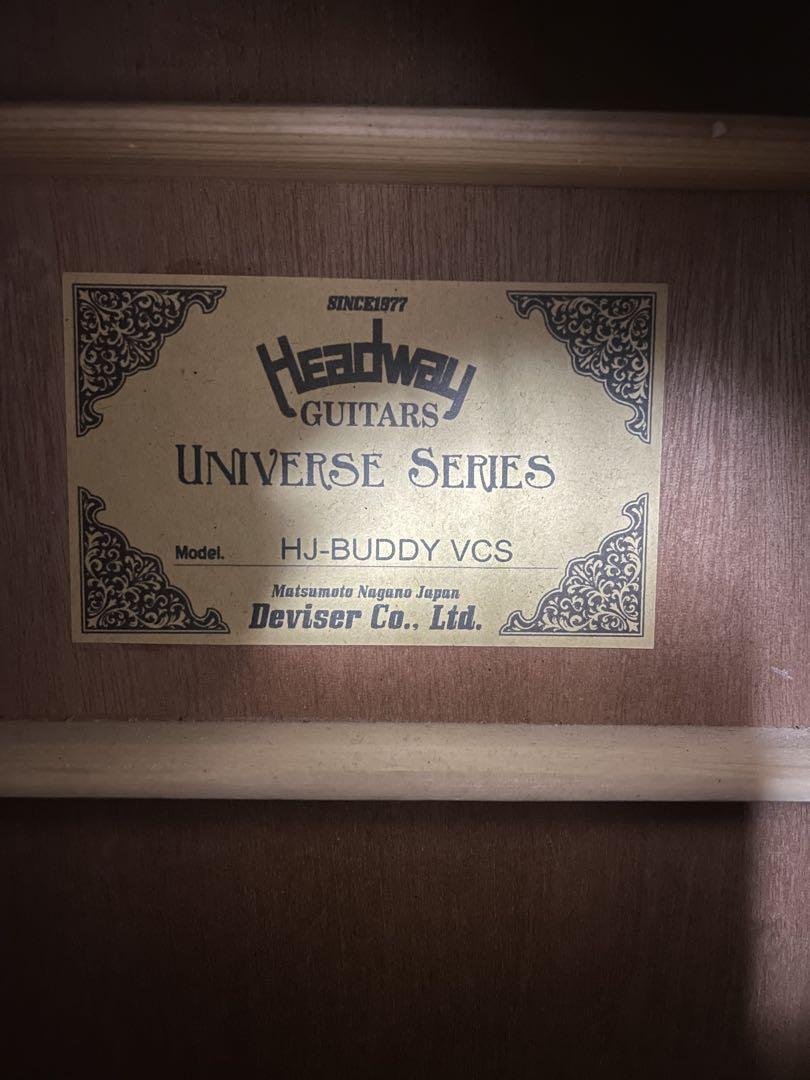 SINCE1977
Headway
GUITARS
UNIVERSE SERIES
Model. HJ-BUDDY VCS
Matsumoto Nagano Japan
Deviser Co., Ltd.